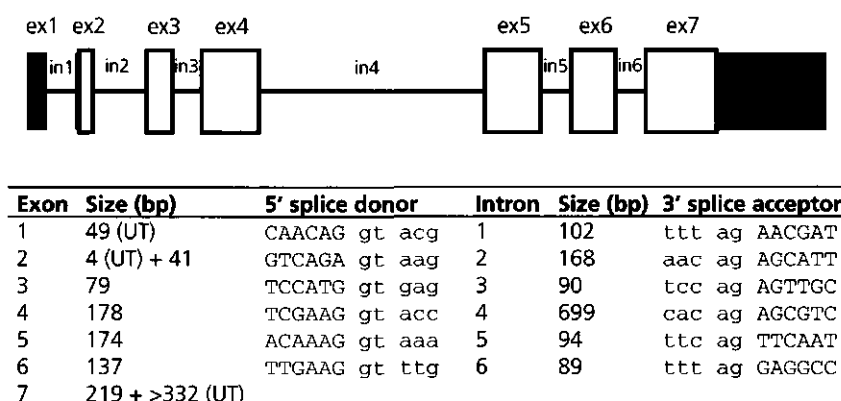 ex1 ex2 ex3 ex4 ex5 ex6 ex7
in1 in2 in3 in4 in5 in6
Exon Size (bp) 5' splice donor Intron Size (bp) 3' splice acceptor
1 49 (UT) CAACAG gt acg 1 102 ttt ag AACGAT
2 4 (UT) + 41 GTCAGA gt aag 2 168 aac ag AGCATT
3 79 TCCATG gt gag 3 90 tcc ag AGTTGC
4 178 TCGAAG gt acc 4 699 cac ag AGCGTC
5 174 ACAAAG gt aaa 5 94 ttc ag TTCAAT
6 137 TTGAAG gt ttg 6 89 ttt ag GAGGCC
7 219 + >332 (UT)